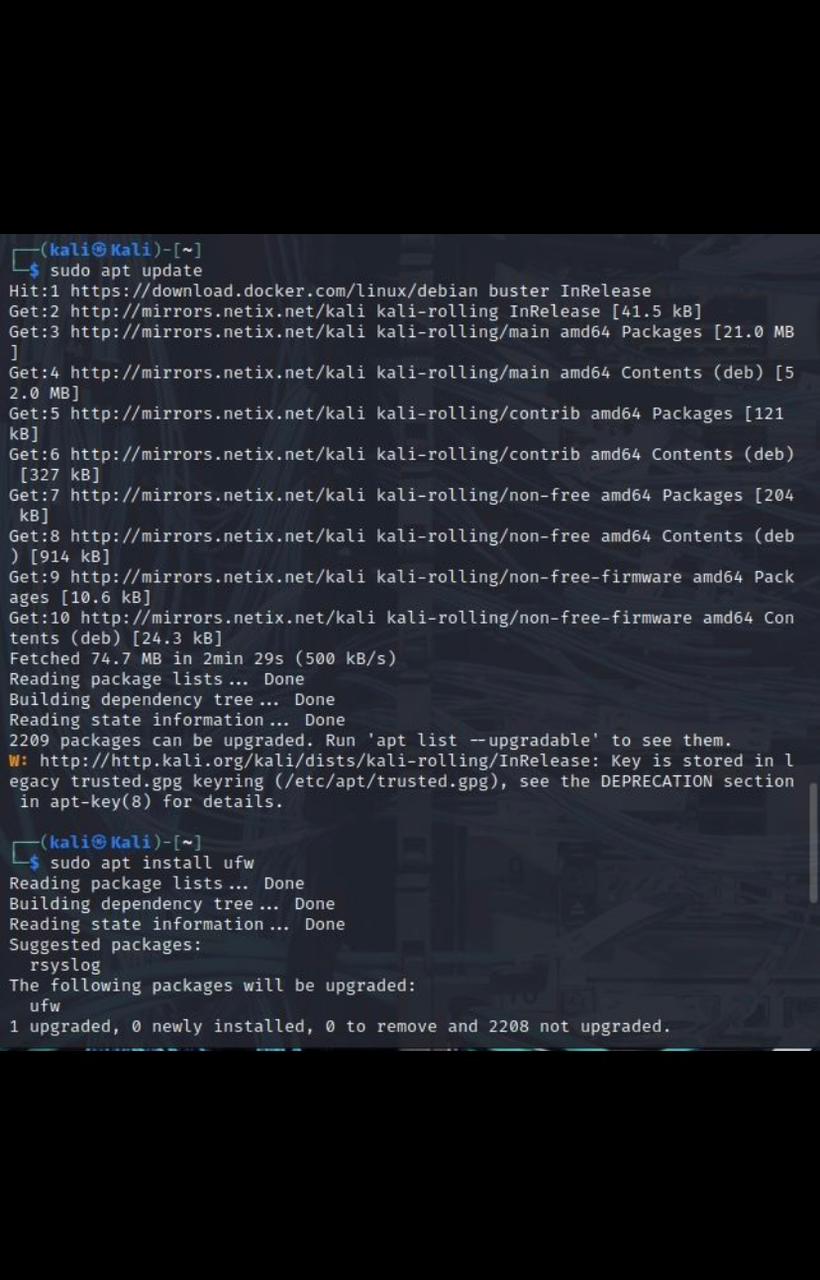 ┌──(kali㉿Kali)-[~]
└─$ sudo apt update
Hit:1 https://download.docker.com/linux/debian buster InRelease
Get:2 http://mirrors.netix.net/kali kali-rolling InRelease [41.5 kB]
Get:3 http://mirrors.netix.net/kali kali-rolling/main amd64 Packages [21.0 MB
]
Get:4 http://mirrors.netix.net/kali kali-rolling/main amd64 Contents (deb) [5
2.0 MB]
Get:5 http://mirrors.netix.net/kali kali-rolling/contrib amd64 Packages [121
kB]
Get:6 http://mirrors.netix.net/kali kali-rolling/contrib amd64 Contents (deb)
 [327 kB]
Get:7 http://mirrors.netix.net/kali kali-rolling/non-free amd64 Packages [204
 kB]
Get:8 http://mirrors.netix.net/kali kali-rolling/non-free amd64 Contents (deb
) [914 kB]
Get:9 http://mirrors.netix.net/kali kali-rolling/non-free-firmware amd64 Pack
ages [10.6 kB]
Get:10 http://mirrors.netix.net/kali kali-rolling/non-free-firmware amd64 Con
tents (deb) [24.3 kB]
Fetched 74.7 MB in 2min 29s (500 kB/s)
Reading package lists... Done
Building dependency tree... Done
Reading state information... Done
2209 packages can be upgraded. Run 'apt list --upgradable' to see them.
W: http://http.kali.org/kali/dists/kali-rolling/InRelease: Key is stored in l
egacy trusted.gpg keyring (/etc/apt/trusted.gpg), see the DEPRECATION section
 in apt-key(8) for details.
┌──(kali㉿Kali)-[~]
└─$ sudo apt install ufw
Reading package lists... Done
Building dependency tree... Done
Reading state information... Done
Suggested packages:
  rsyslog
The following packages will be upgraded:
  ufw
1 upgraded, 0 newly installed, 0 to remove and 2208 not upgraded.